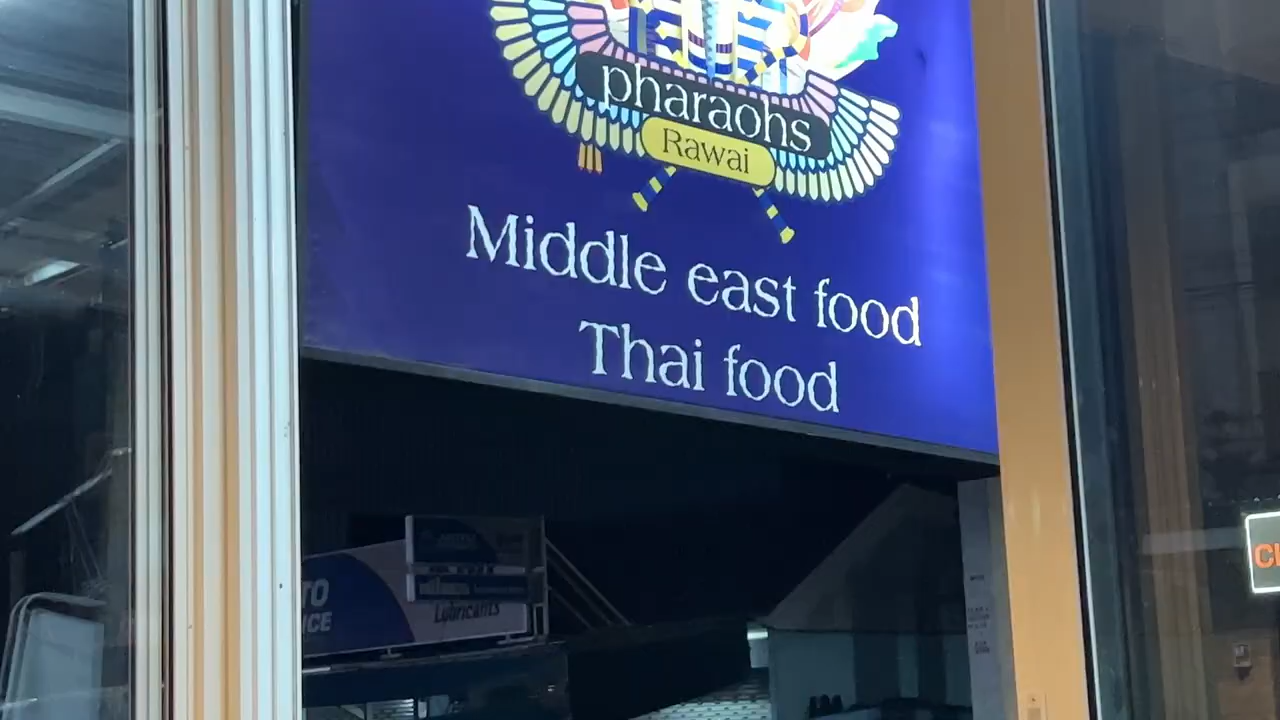 pharaohs
Rawai
Middle east food
Thai food
Lubricants